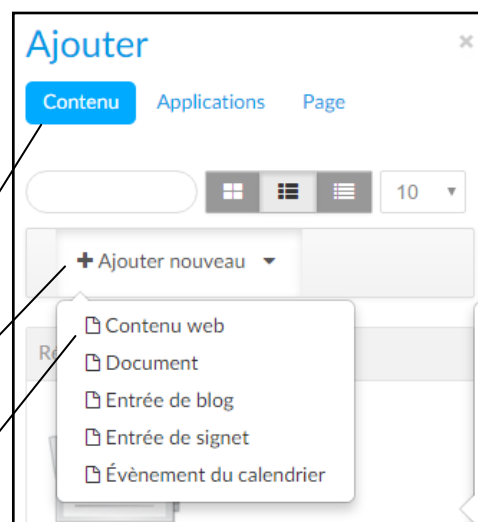 Ajouter ×
Contenu Applications Page
10
+ Ajouter nouveau
Contenu web
Document
Entrée de blog
Entrée de signet
Évènement du calendrier